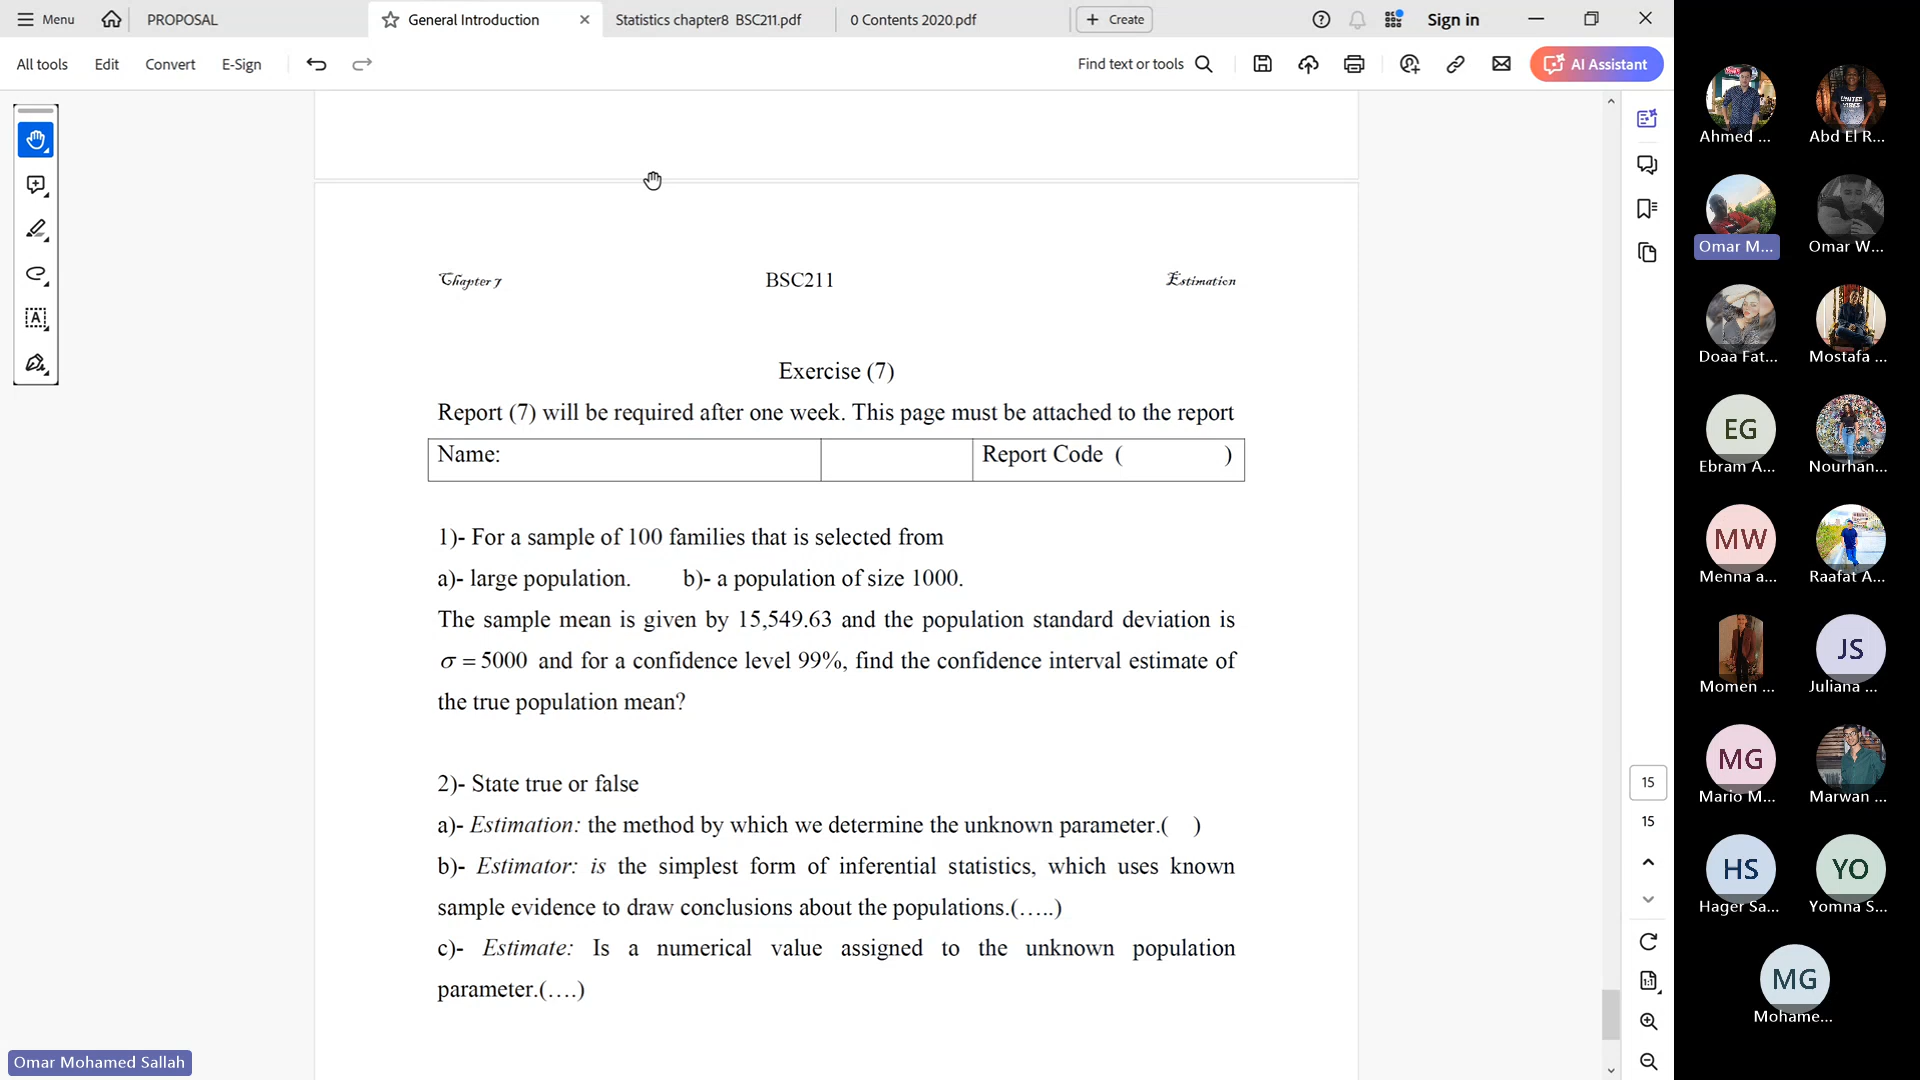 Menu
PROPOSAL
General Introduction
Statistics chapter8 BSC211.pdf
0 Contents 2020.pdf
Create
Sign in
All tools
Edit
Convert
E-Sign
Find text or tools
AI Assistant
Chapter 7
BSC211
Estimation
Exercise (7)
Report (7) will be required after one week. This page must be attached to the report
Name:
Report Code ( )
1)- For a sample of 100 families that is selected from
a)- large population. b)- a population of size 1000.
The sample mean is given by 15,549.63 and the population standard deviation is
σ = 5000 and for a confidence level 99%, find the confidence interval estimate of
the true population mean?
2)- State true or false
a)- Estimation: the method by which we determine the unknown parameter.( )
b)- Estimator: is the simplest form of inferential statistics, which uses known
sample evidence to draw conclusions about the populations.(.....)
c)- Estimate: Is a numerical value assigned to the unknown population
parameter.(....)
15
15
Omar Mohamed Sallah
Ahmed ...
Abd El R...
Omar M...
Omar W...
Doaa Fat...
Mostafa ...
EG
Ebram A...
Nourhan...
MW
Menna a...
Raafat A...
Momen ...
JS
Juliana ...
MG
Mario M...
Marwan ...
HS
Hager Sa...
YO
Yomna S...
MG
Mohame...